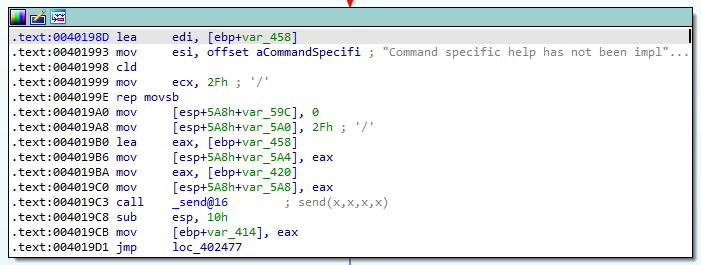 .text:0040198D lea edi, [ebp+var_458]
.text:00401993 mov esi, offset aCommandSpecifi ; "Command specific help has not been impl"...
.text:00401998 cld
.text:00401999 mov ecx, 2Fh ; '/'
.text:0040199E rep movsb
.text:004019A0 mov [esp+5A8h+var_59C], 0
.text:004019A8 mov [esp+5A8h+var_5A0], 2Fh ; '/'
.text:004019B0 lea eax, [ebp+var_458]
.text:004019B6 mov [esp+5A8h+var_5A4], eax
.text:004019BA mov eax, [ebp+var_420]
.text:004019C0 mov [esp+5A8h+var_5A8], eax
.text:004019C3 call _send@16 ; send(x,x,x,x)
.text:004019C8 sub esp, 10h
.text:004019CB mov [ebp+var_414], eax
.text:004019D1 jmp loc_402477